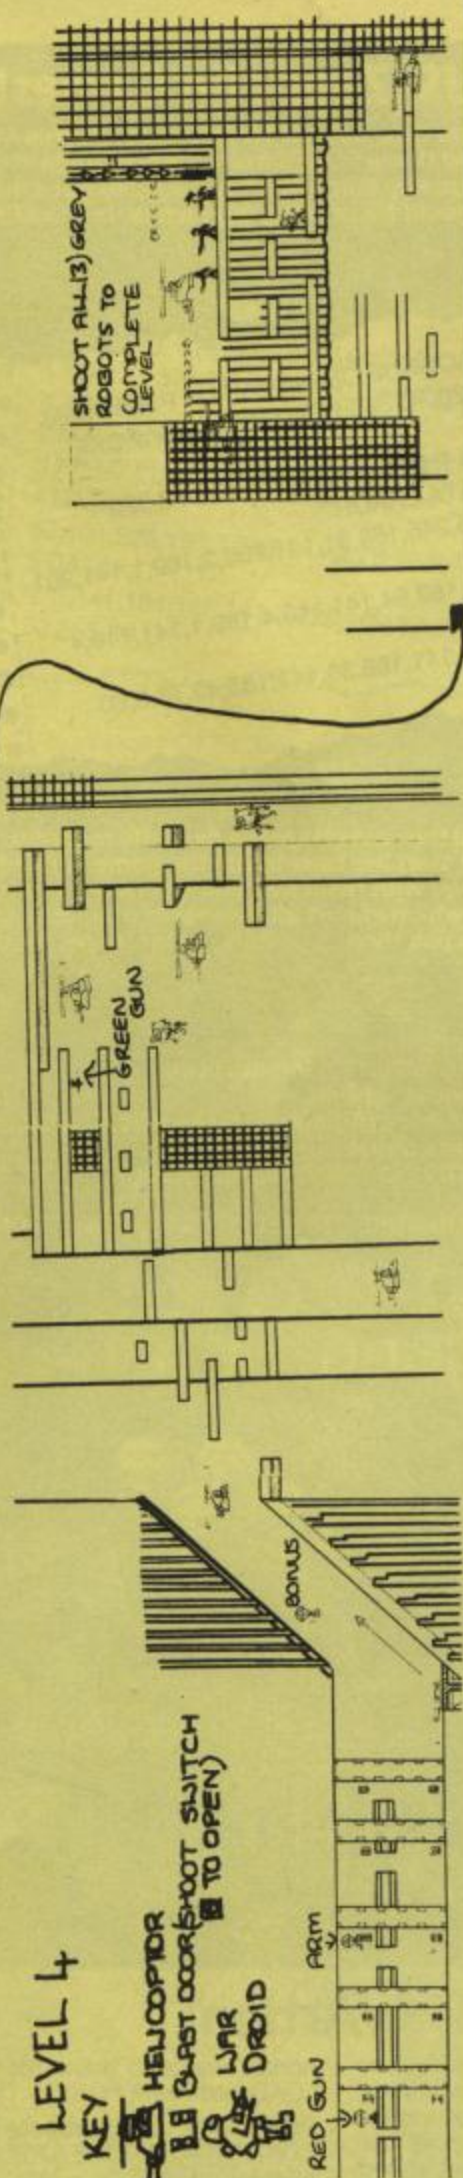 LEVEL 4
KEY
HELICOPTOR
BLAST DOOR (SHOOT SWITCH
TO OPEN)
WAR
DROID
RED GUN
ARM
BONUS
GREEN
GUN
SHOOT ALL(3) GREY
ROBOTS TO
COMPLETE
LEVEL